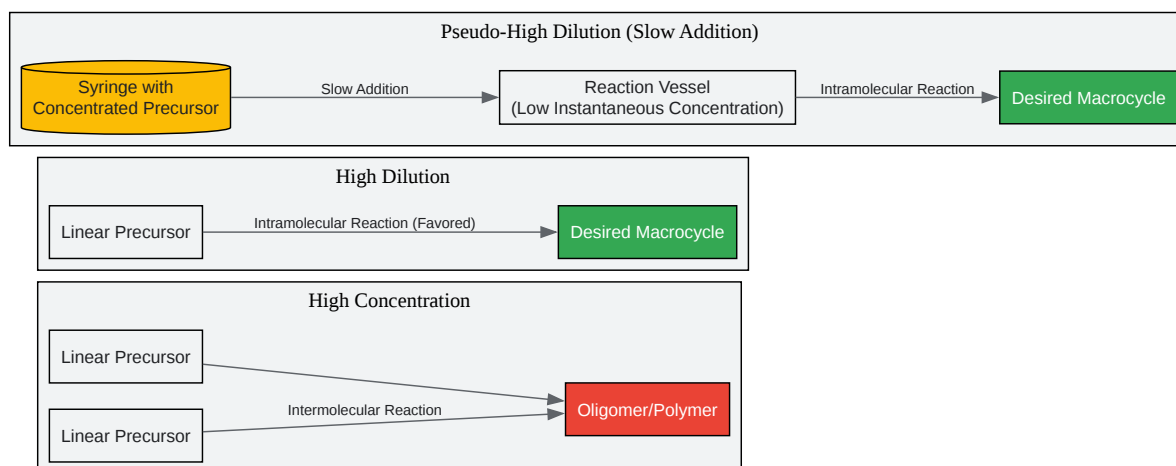 Pseudo-High Dilution (Slow Addition)
Syringe with
Concentrated Precursor
Slow Addition
Reaction Vessel
(Low Instantaneous Concentration)
Intramolecular Reaction
Desired Macrocycle
High Dilution
Linear Precursor
Intramolecular Reaction (Favored)
Desired Macrocycle
High Concentration
Linear Precursor
Linear Precursor
Intermolecular Reaction
Oligomer/Polymer